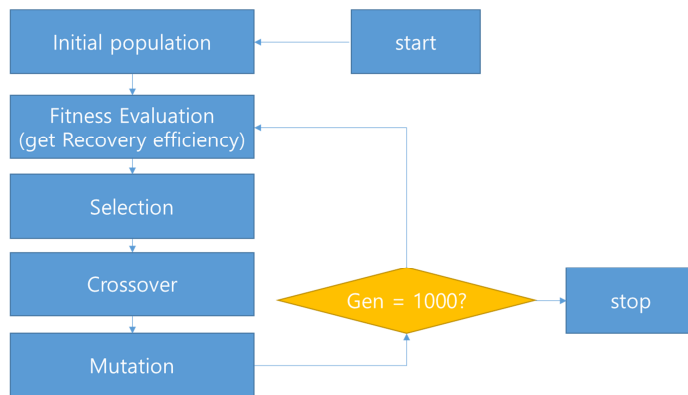 Initial population
start
Fitness Evaluation
(get Recovery efficiency)
Selection
Crossover
Gen = 1000?
stop
Mutation